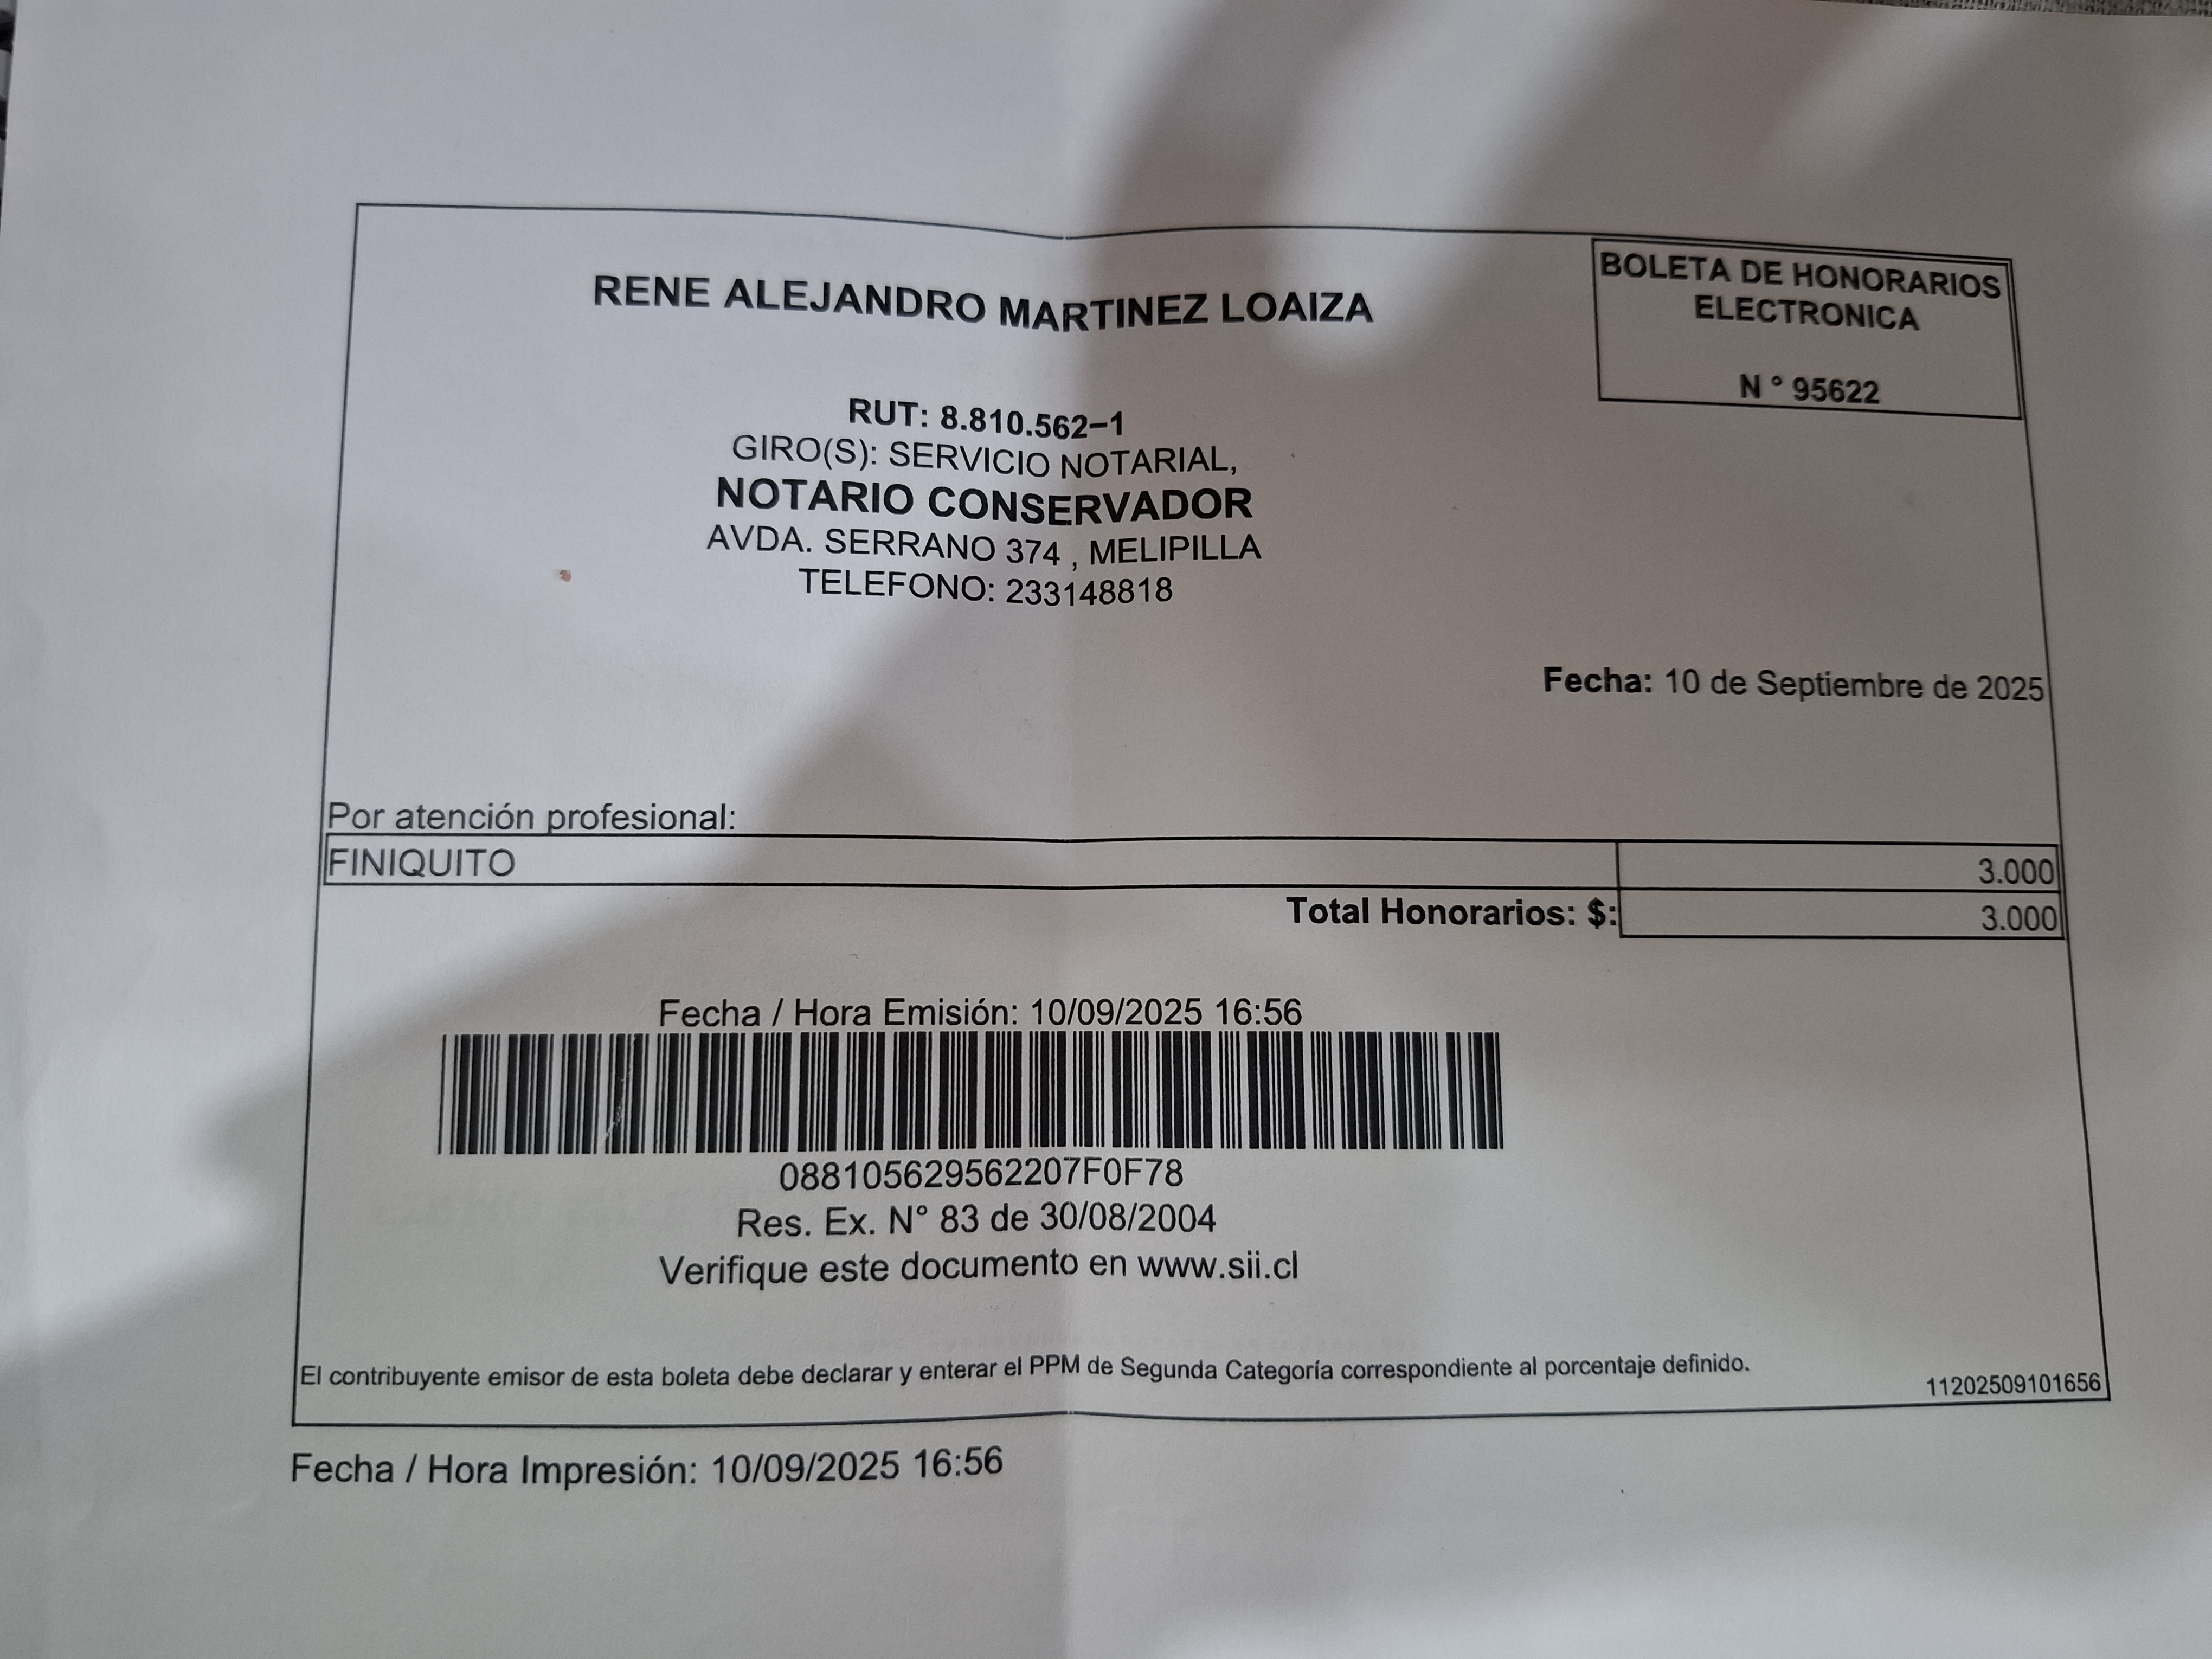 RENE ALEJANDRO MARTINEZ LOAIZA
BOLETA DE HONORARIOS
ELECTRONICA
N ° 95622
RUT: 8.810.562–1
GIRO(S): SERVICIO NOTARIAL,
NOTARIO CONSERVADOR
AVDA. SERRANO 374 , MELIPILLA
TELEFONO: 233148818
Fecha: 10 de Septiembre de 2025
Por atención profesional:
FINIQUITO 3.000
Total Honorarios: $: 3.000
Fecha / Hora Emisión: 10/09/2025 16:56
088105629562207F0F78
Res. Ex. N° 83 de 30/08/2004
Verifique este documento en www.sii.cl
El contribuyente emisor de esta boleta debe declarar y enterar el PPM de Segunda Categoría correspondiente al porcentaje definido.
11202509101656
Fecha / Hora Impresión: 10/09/2025 16:56